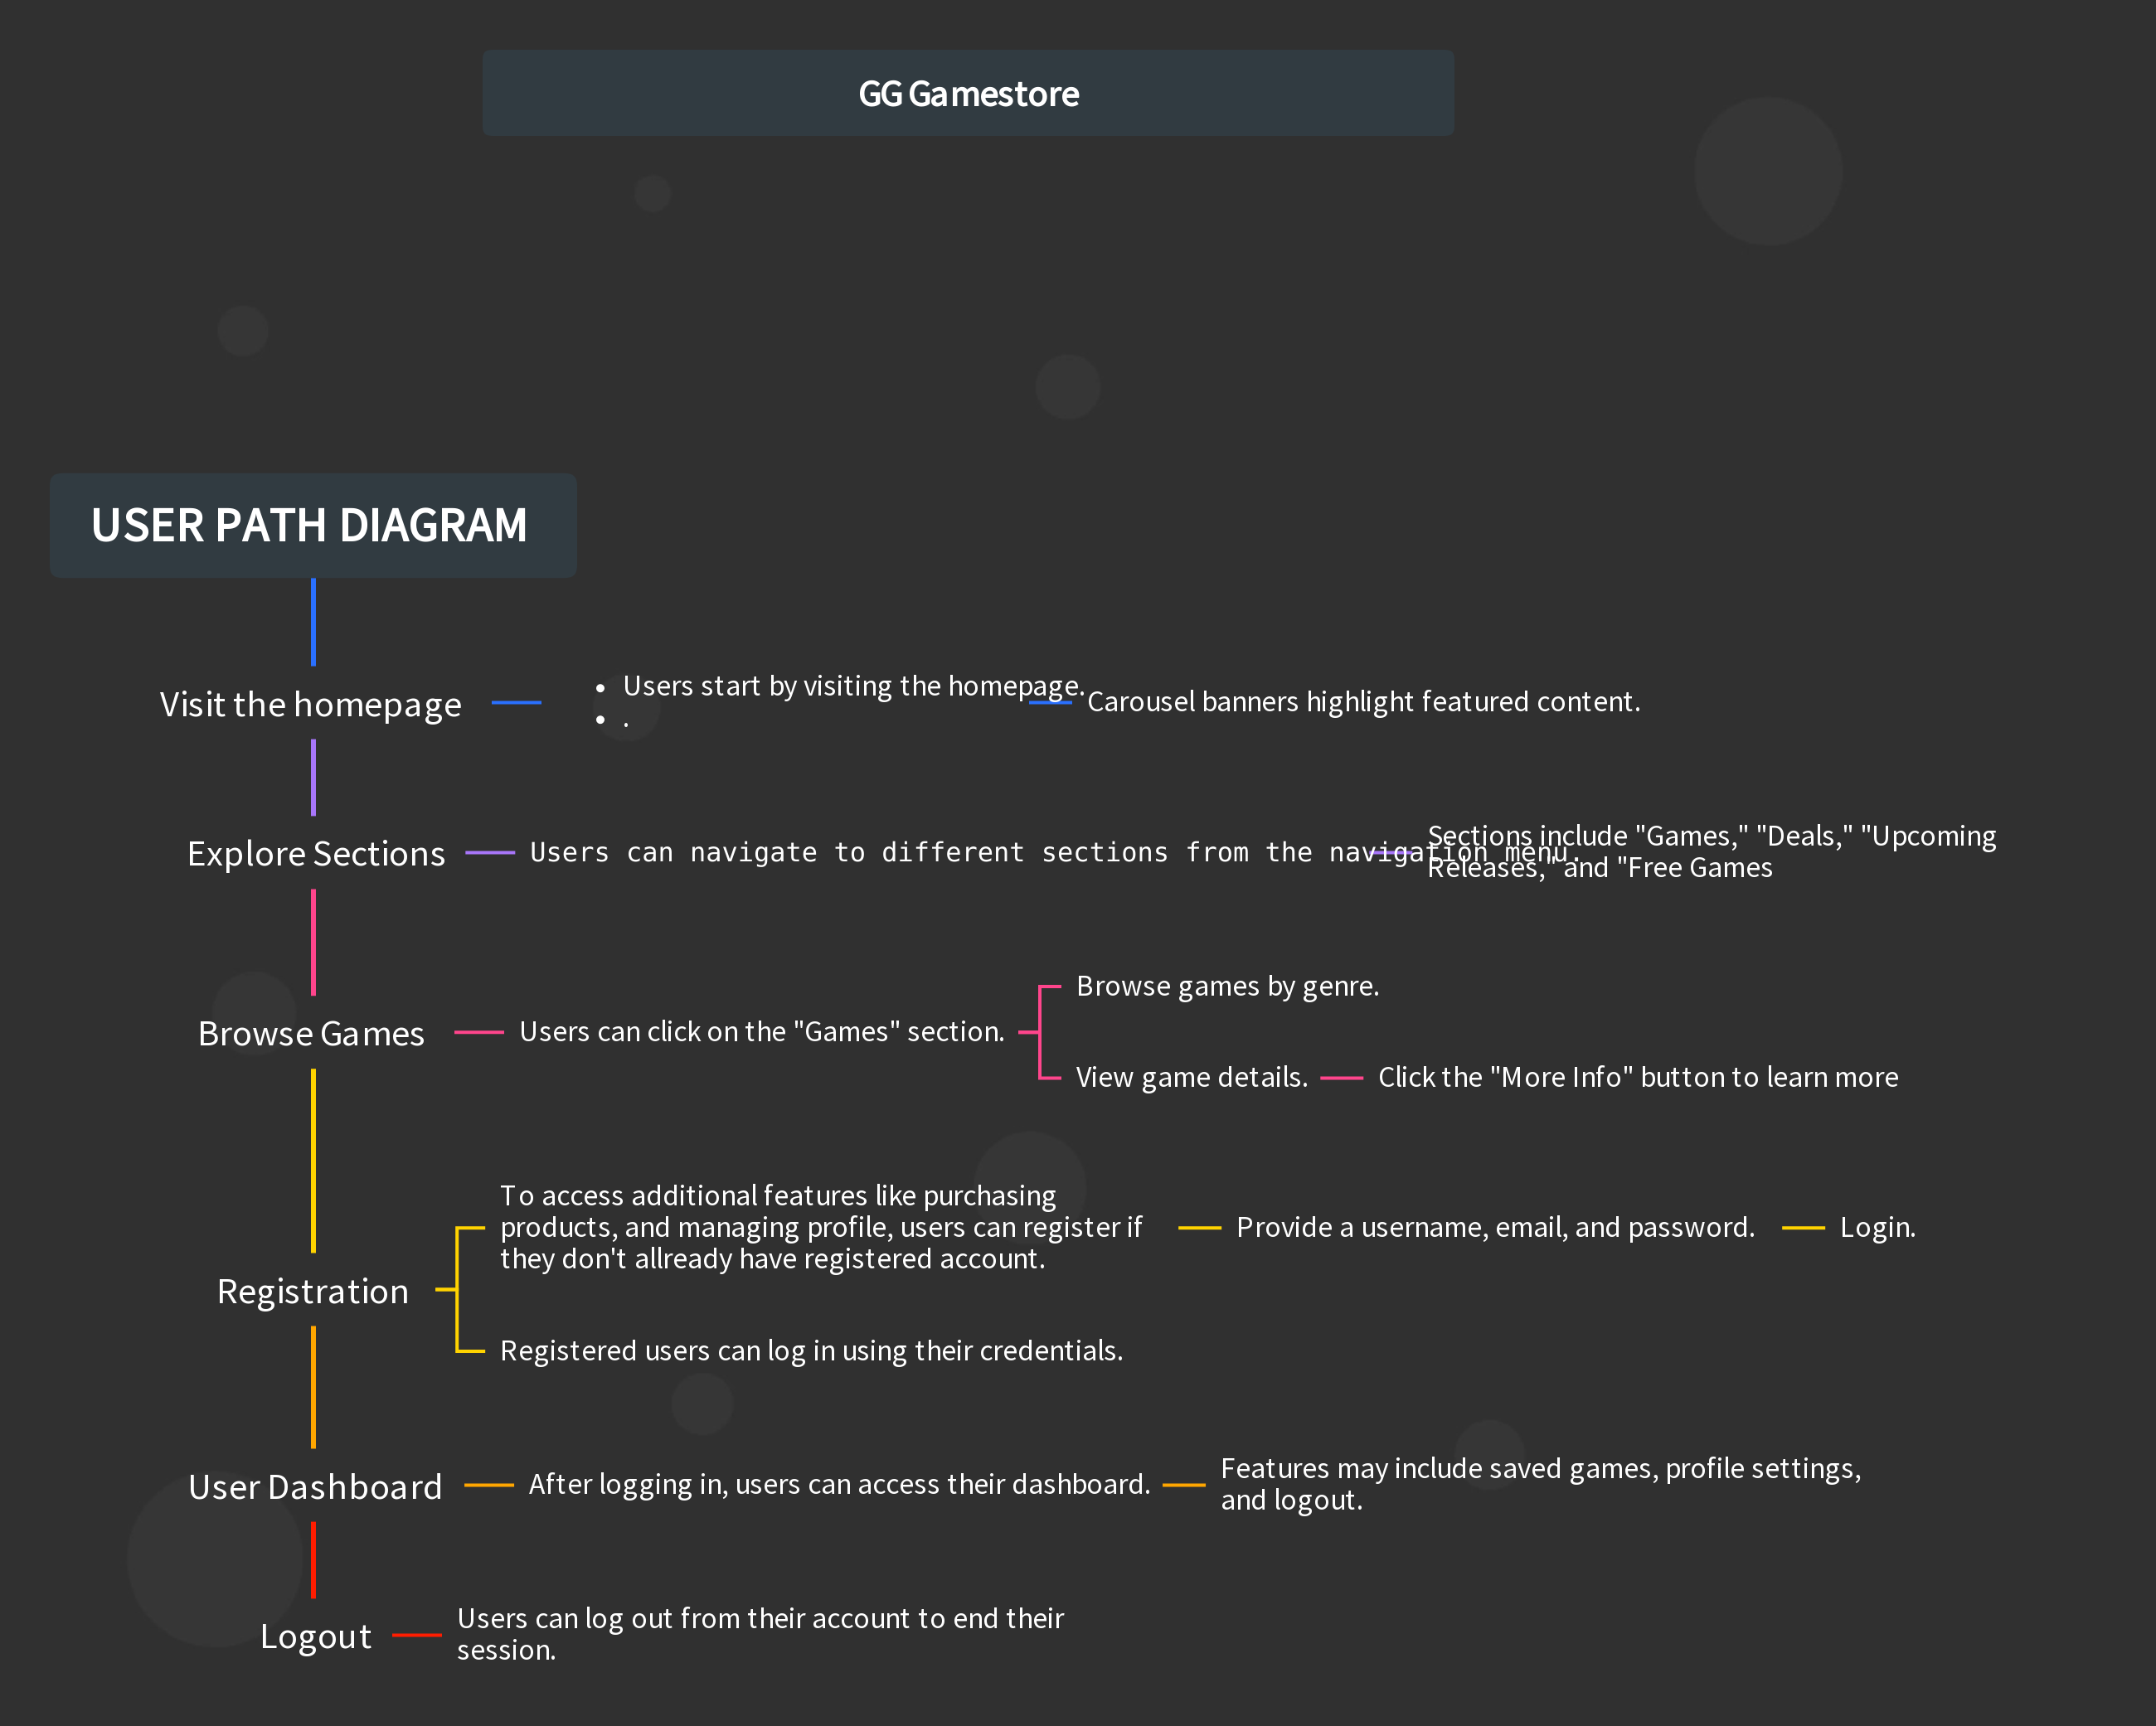 GG Gamestore
USER PATH DIAGRAM
Visit the homepage
• Users start by visiting the homepage.
• .
Carousel banners highlight featured content.
Explore Sections
Users can navigate to different sections from the navigation menu.
Sections include "Games," "Deals," "Upcoming
Releases," and "Free Games
Browse Games
Users can click on the "Games" section.
Browse games by genre.
View game details.
Click the "More Info" button to learn more
Registration
To access additional features like purchasing
products, and managing profile, users can register if
they don't allready have registered account.
Provide a username, email, and password.
Login.
Registered users can log in using their credentials.
User Dashboard
After logging in, users can access their dashboard.
Features may include saved games, profile settings,
and logout.
Logout
Users can log out from their account to end their
session.